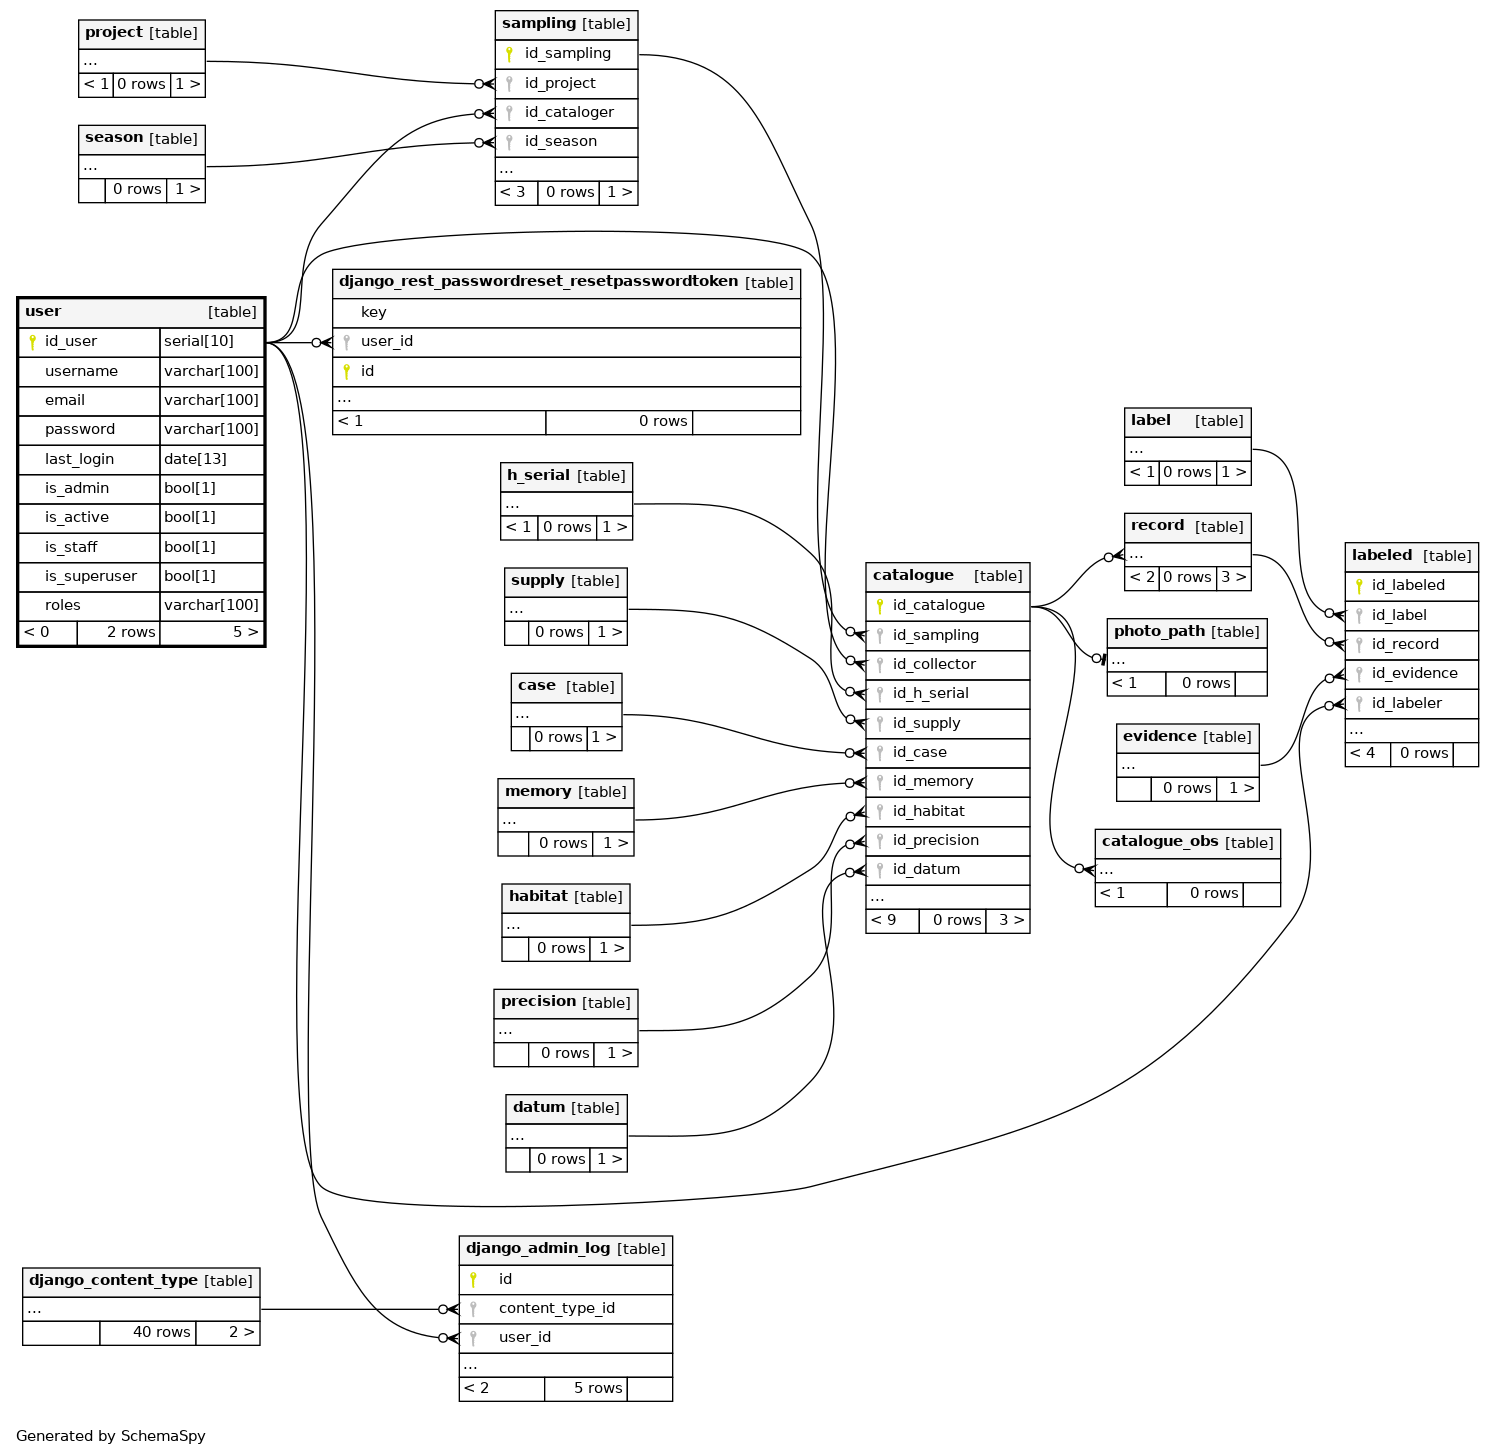 project [table]
...
< 1 0 rows 1 >
season [table]
...
0 rows 1 >
sampling [table]
id_sampling
id_project
id_cataloger
id_season
...
< 3 0 rows 1 >
user [table]
id_user serial[10]
username varchar[100]
email varchar[100]
password varchar[100]
last_login date[13]
is_admin bool[1]
is_active bool[1]
is_staff bool[1]
is_superuser bool[1]
roles varchar[100]
< 0 2 rows 5 >
django_rest_passwordreset_resetpasswordtoken [table]
key
user_id
id
...
< 1 0 rows
h_serial [table]
...
< 1 0 rows 1 >
supply [table]
...
0 rows 1 >
case [table]
...
0 rows 1 >
memory [table]
...
0 rows 1 >
habitat [table]
...
0 rows 1 >
precision [table]
...
0 rows 1 >
datum [table]
...
0 rows 1 >
catalogue [table]
id_catalogue
id_sampling
id_collector
id_h_serial
id_supply
id_case
id_memory
id_habitat
id_precision
id_datum
...
< 9 0 rows 3 >
label [table]
...
< 1 0 rows 1 >
record [table]
...
< 2 0 rows 3 >
photo_path [table]
...
< 1 0 rows
evidence [table]
...
0 rows 1 >
catalogue_obs [table]
...
< 1 0 rows
labeled [table]
id_labeled
id_label
id_record
id_evidence
id_labeler
...
< 4 0 rows
django_content_type [table]
...
40 rows 2 >
django_admin_log [table]
id
content_type_id
user_id
...
< 2 5 rows
Generated by SchemaSpy